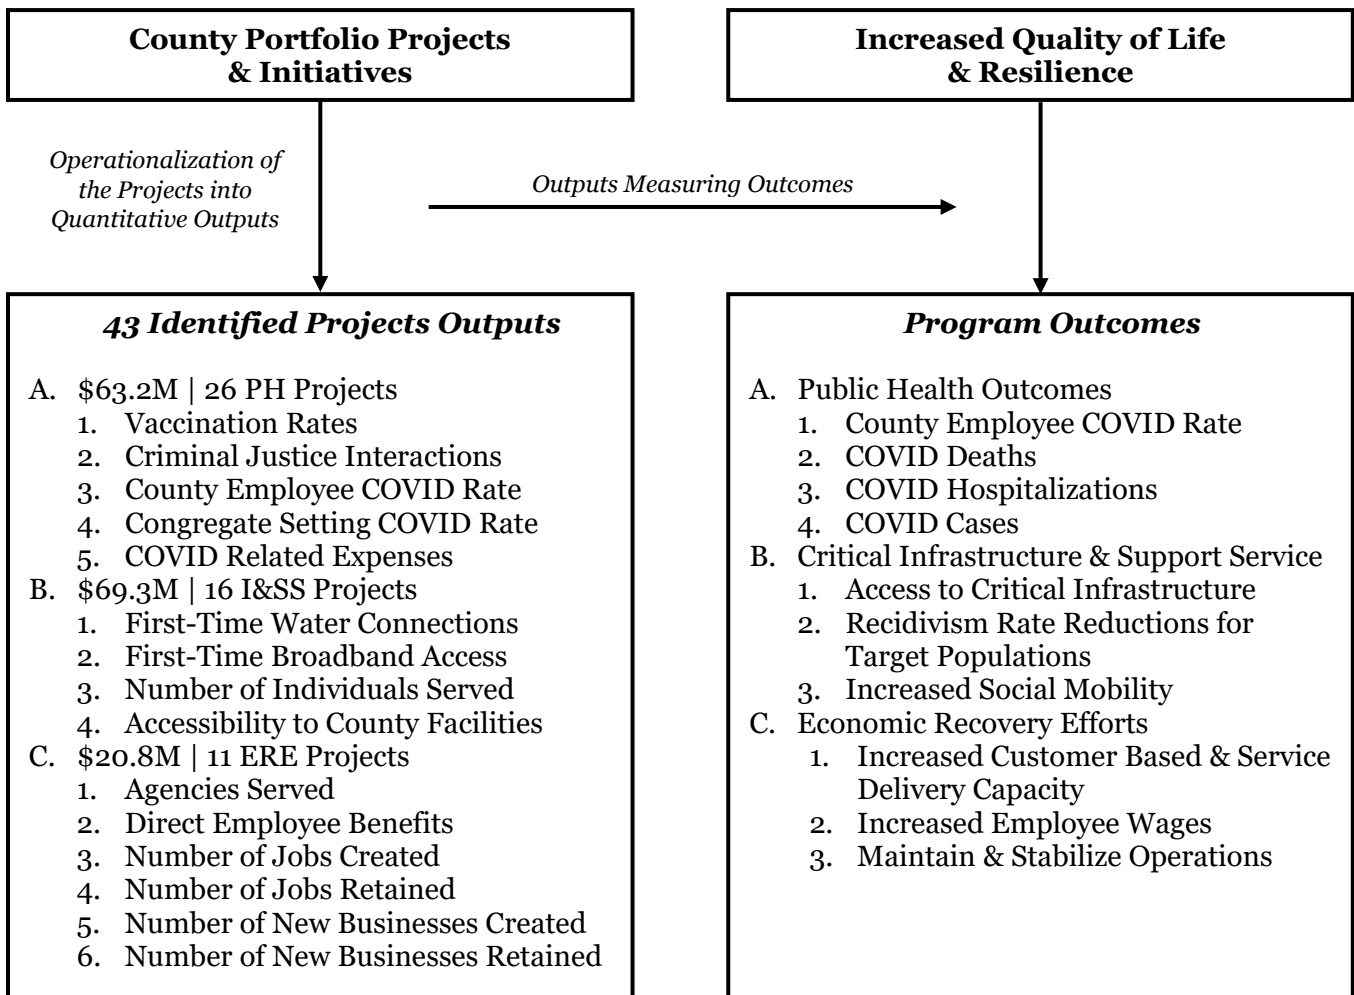 County Portfolio Projects
& Initiatives
Increased Quality of Life
& Resilience
Operationalization of
the Projects into
Quantitative Outputs
Outputs Measuring Outcomes
43 Identified Projects Outputs
A. $63.2M | 26 PH Projects
1. Vaccination Rates
2. Criminal Justice Interactions
3. County Employee COVID Rate
4. Congregate Setting COVID Rate
5. COVID Related Expenses
B. $69.3M | 16 I&SS Projects
1. First-Time Water Connections
2. First-Time Broadband Access
3. Number of Individuals Served
4. Accessibility to County Facilities
C. $20.8M | 11 ERE Projects
1. Agencies Served
2. Direct Employee Benefits
3. Number of Jobs Created
4. Number of Jobs Retained
5. Number of New Businesses Created
6. Number of New Businesses Retained
Program Outcomes
A. Public Health Outcomes
1. County Employee COVID Rate
2. COVID Deaths
3. COVID Hospitalizations
4. COVID Cases
B. Critical Infrastructure & Support Service
1. Access to Critical Infrastructure
2. Recidivism Rate Reductions for
Target Populations
3. Increased Social Mobility
C. Economic Recovery Efforts
1. Increased Customer Based & Service
Delivery Capacity
2. Increased Employee Wages
3. Maintain & Stabilize Operations